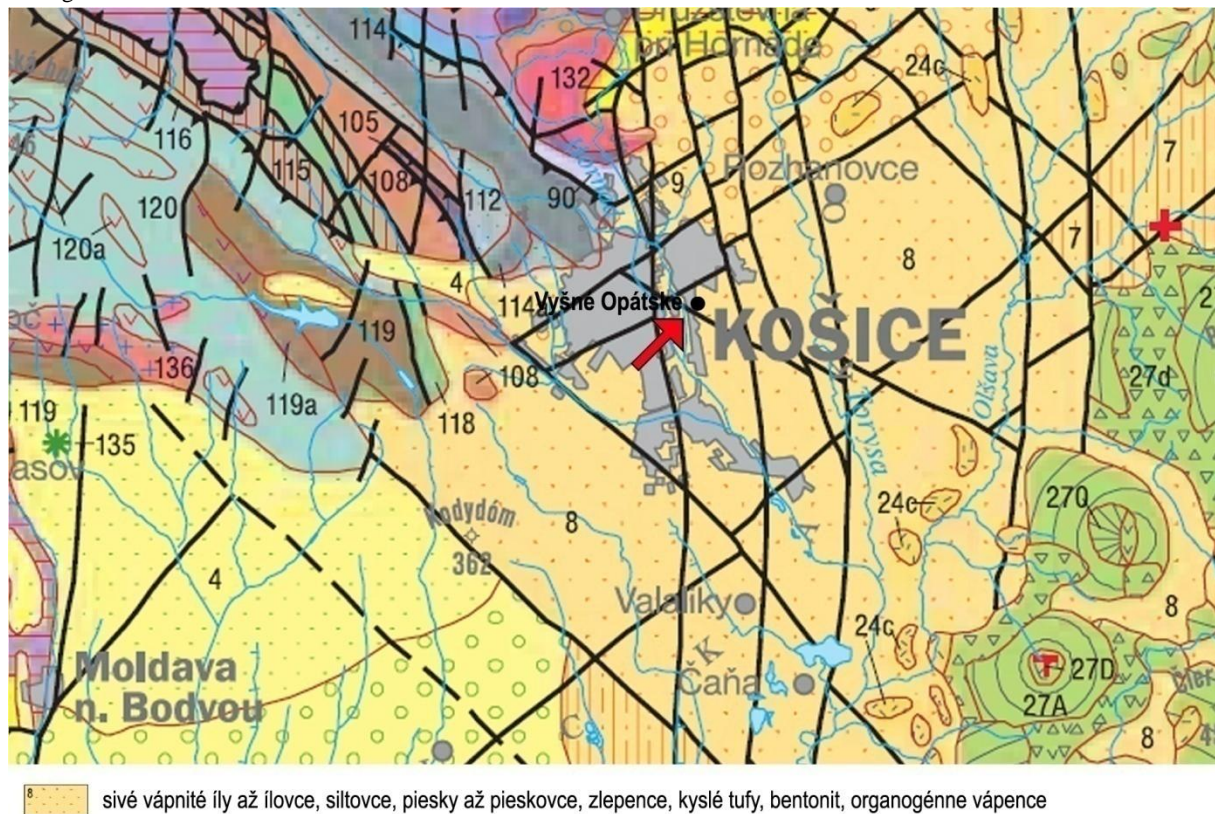 114
Družstevná
pri Hornáde
24c
132
116
105
46
7
115
108
9
Rozhanovce
120
112
90
7
120a
8
4
114a
Vyšné Opátske
KOŠICE
119
27d
136
108
119a
Olšava
118
119
Torysa
135
24c
270
Kodydóm
8
362
4
Valaliky
8
24c
Moldava
n. Bodvou
Čaňa
27D
27A
8
8 sivé vápnité íly až ílovce, siltovce, piesky až pieskovce, zlepence, kyslé tufy, bentonit, organogénne vápence